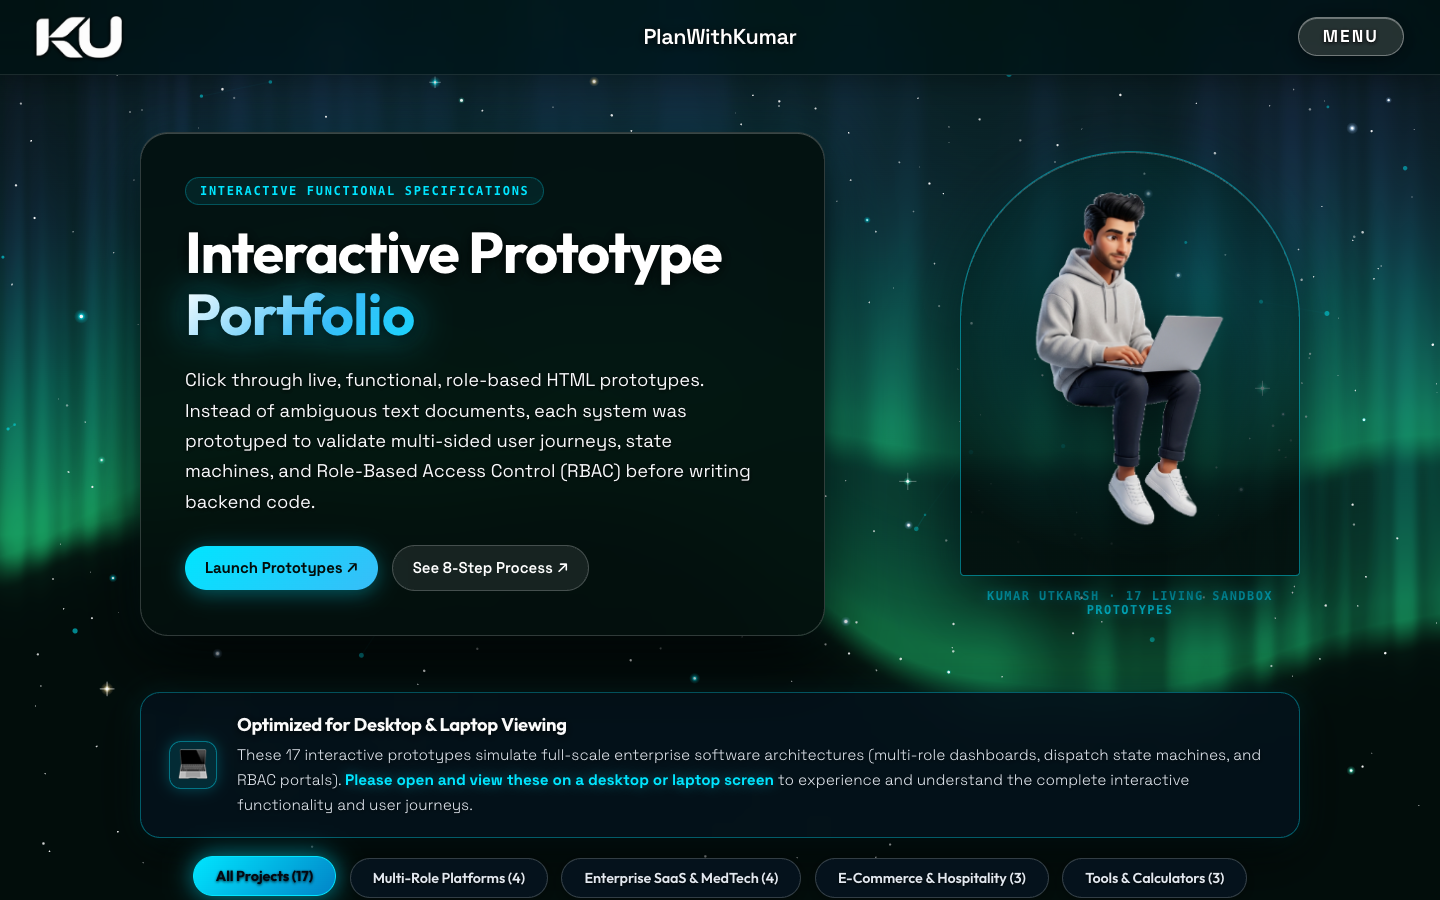 KU
PlanWithKumar
MENU
INTERACTIVE FUNCTIONAL SPECIFICATIONS
Interactive Prototype
Portfolio
Click through live, functional, role-based HTML prototypes.
Instead of ambiguous text documents, each system was
prototyped to validate multi-sided user journeys, state
machines, and Role-Based Access Control (RBAC) before writing
backend code.
Launch Prototypes ↗
See 8-Step Process ↗
KUMAR UTKARSH · 17 LIVING SANDBOX
PROTOTYPES
Optimized for Desktop & Laptop Viewing
These 17 interactive prototypes simulate full-scale enterprise software architectures (multi-role dashboards, dispatch state machines, and
RBAC portals). Please open and view these on a desktop or laptop screen to experience and understand the complete interactive
functionality and user journeys.
All Projects (17)
Multi-Role Platforms (4)
Enterprise SaaS & MedTech (4)
E-Commerce & Hospitality (3)
Tools & Calculators (3)